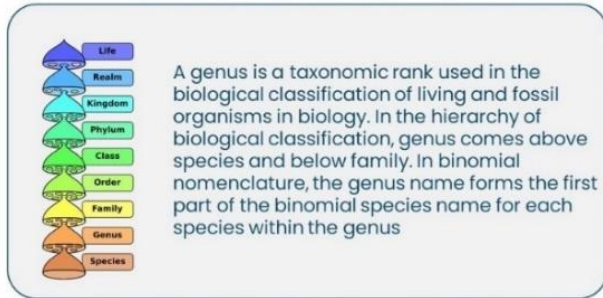 Life
Realm
Kingdom
Phylum
Class
Order
Family
Genus
Species
A genus is a taxonomic rank used in the
biological classification of living and fossil
organisms in biology. In the hierarchy of
biological classification, genus comes above
species and below family. In binomial
nomenclature, the genus name forms the first
part of the binomial species name for each
species within the genus